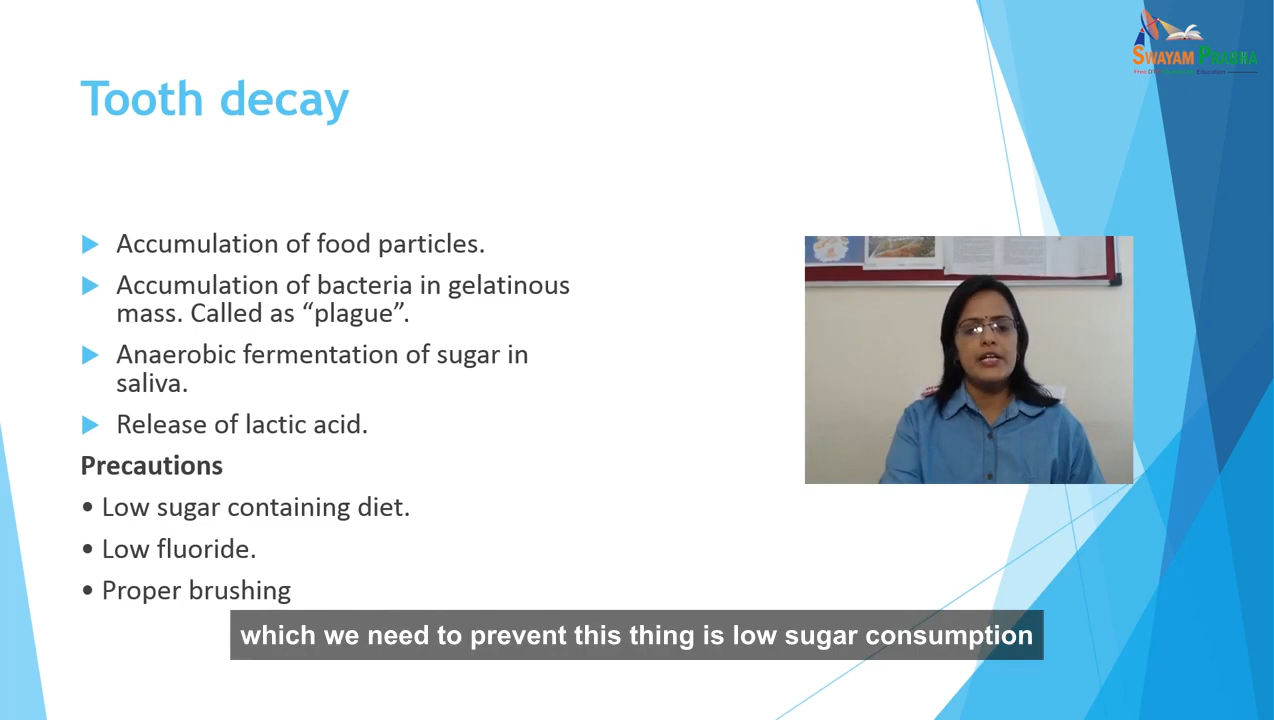 SWAYAM PRABHA
Tooth decay
Accumulation of food particles.
Accumulation of bacteria in gelatinous
mass. Called as “plague”.
Anaerobic fermentation of sugar in
saliva.
Release of lactic acid.
Precautions
• Low sugar containing diet.
• Low fluoride.
• Proper brushing
which we need to prevent this thing is low sugar consumption